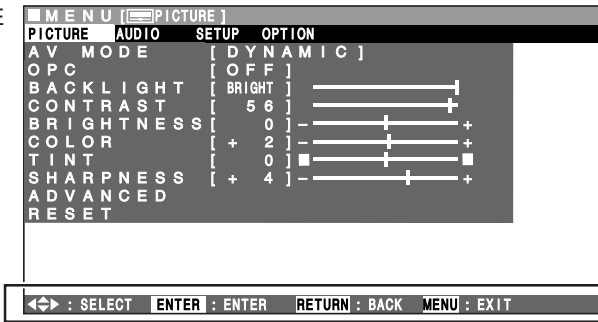 E
■MENU [PICTURE]
PICTURE AUDIO SETUP OPTION
AV MODE [DYNAMIC]
OPC [OFF]
BACKLIGHT [BRIGHT]
CONTRAST [56]
BRIGHTNESS [0] - +
COLOR [+2] - +
TINT [0]
SHARPNESS [+4] - +
ADVANCED
RESET
: SELECT ENTER : ENTER RETURN : BACK MENU : EXIT